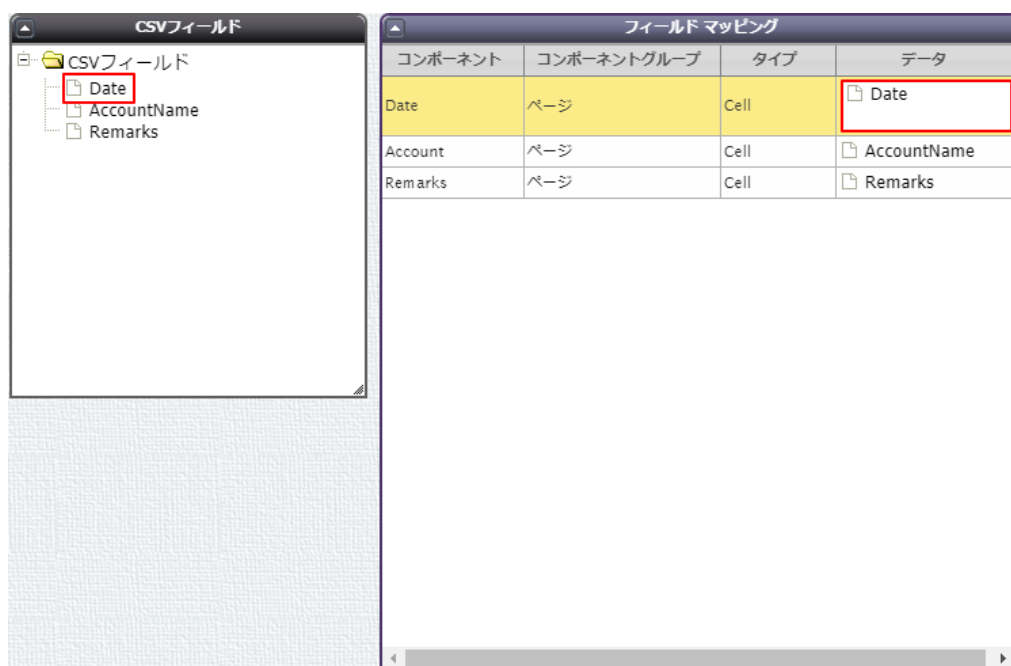 CSVフィールド
CSVフィールド
Date
AccountName
Remarks
フィールド マッピング
コンポーネント コンポーネントグループ タイプ データ
Date ページ Cell Date
Account ページ Cell AccountName
Remarks ページ Cell Remarks